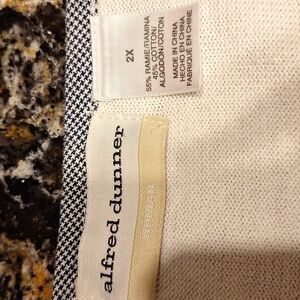 2X
55% RAMIE/RAMINA
45% COTTON/
ALGODON/COTON
MADE IN CHINA
HECHO EN CHINA
FABRIQUE EN CHINE
alfred dunner
WOMAN